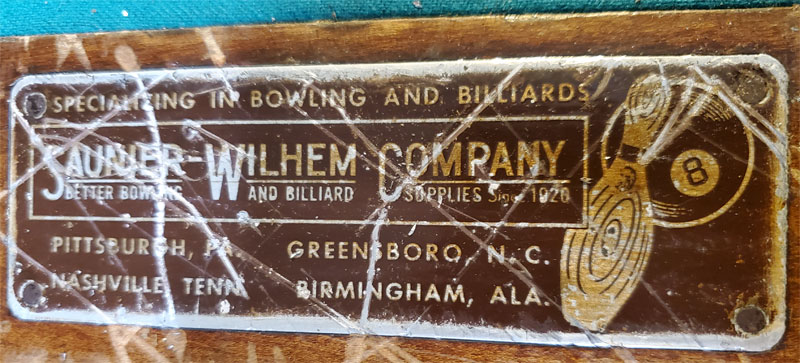 SPECIALIZING IN BOWLING AND BILLIARDS
SAUNIER-WILHEM COMPANY
BETTER BOWLING AND BILLIARD SUPPLIES Since 1920
PITTSBURGH, PA. GREENSBORO, N. C.
NASHVILLE, TENN. BIRMINGHAM, ALA.
8